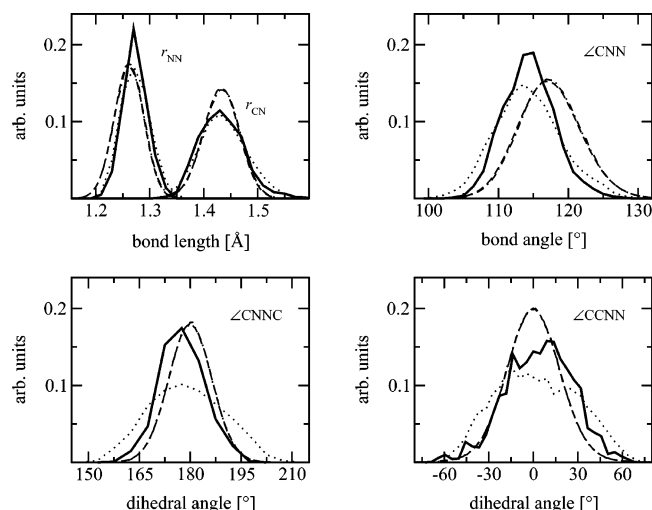 0.2
0.1
arb. units
r_NN
r_CN
1.2 1.3 1.4 1.5
bond length [Å]
0.2
0.1
arb. units
∠CNN
100 110 120 130
bond angle [°]
0.2
0.1
arb. units
∠CNNC
150 165 180 195 210
dihedral angle [°]
0.2
0.1
arb. units
∠CCNN
-60 -30 0 30 60
dihedral angle [°]